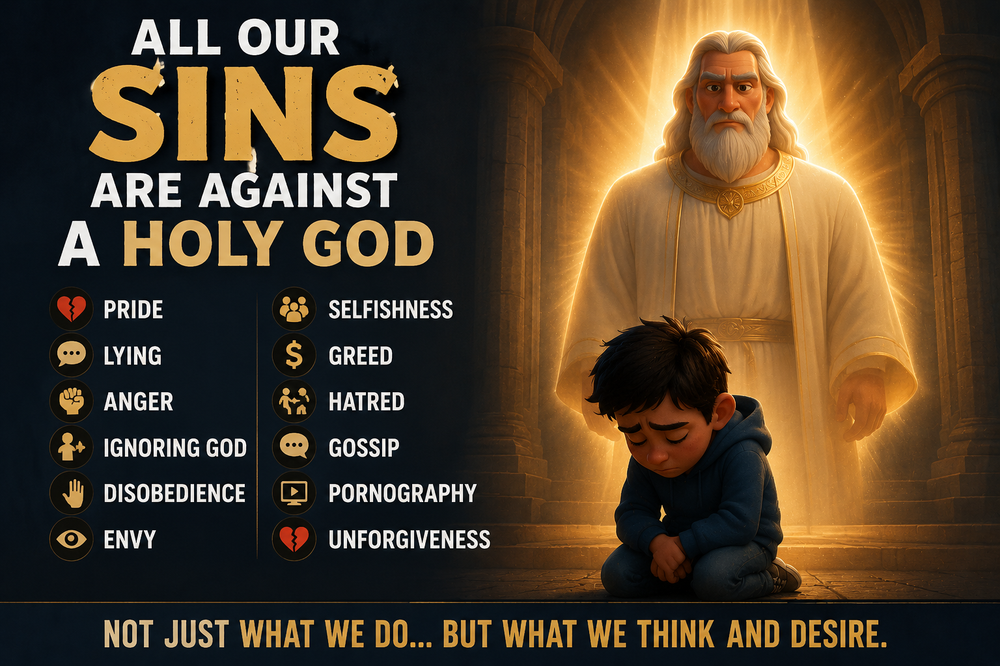 ALL OUR
SINS
ARE AGAINST
A HOLY GOD
PRIDE
LYING
ANGER
IGNORING GOD
DISOBEDIENCE
ENVY
SELFISHNESS
$
GREED
HATRED
GOSSIP
PORNOGRAPHY
UNFORGIVENESS
NOT JUST WHAT WE DO... BUT WHAT WE THINK AND DESIRE.